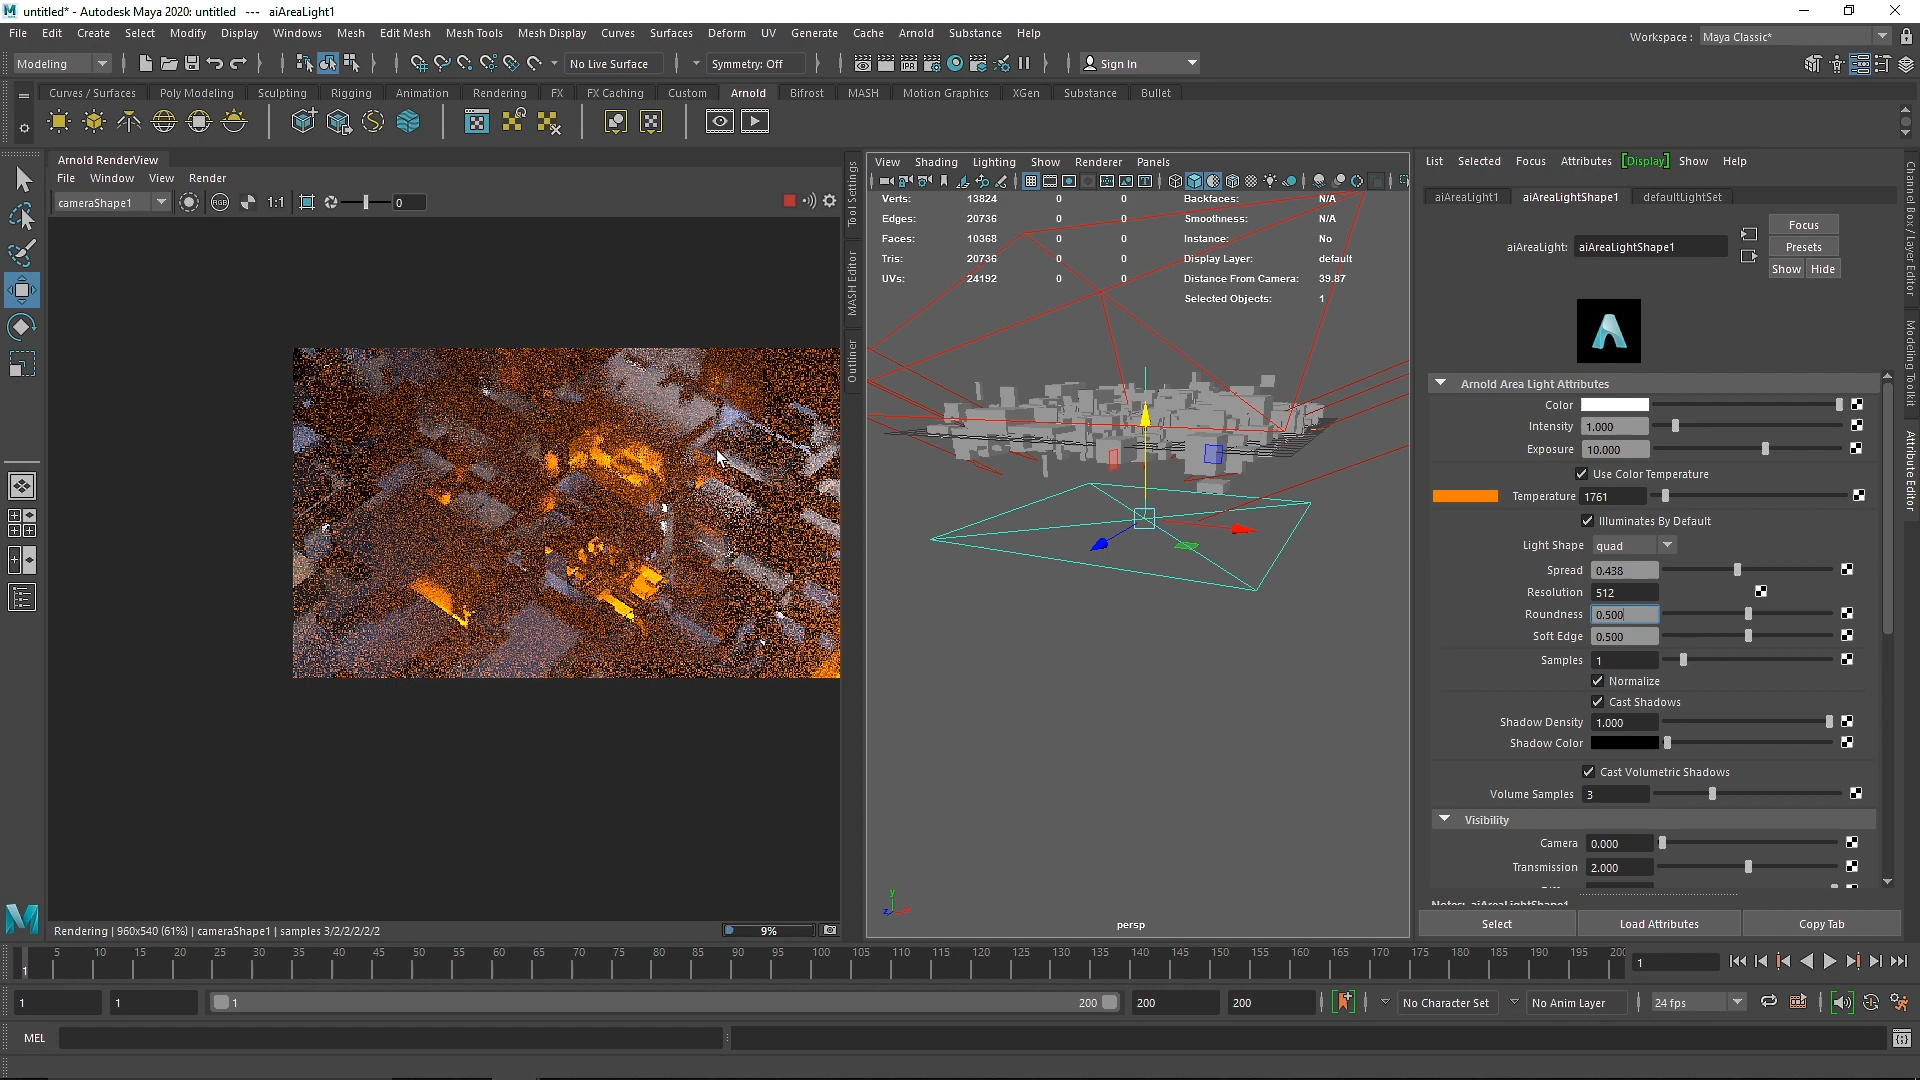 untitled* - Autodesk Maya 2020: untitled --- aiAreaLight1
File Edit Create Select Modify Display Windows Mesh Edit Mesh Mesh Tools Mesh Display Curves Surfaces Deform UV Generate Cache Arnold Substance Help
Workspace : Maya Classic*
Modeling No Live Surface Symmetry: Off Sign In
Curves / Surfaces Poly Modeling Sculpting Rigging Animation Rendering FX FX Caching Custom Arnold Bifrost MASH Motion Graphics XGen Substance Bullet
Arnold RenderView
File Window View Render
cameraShape1 RGB 1:1 0
Tool Settings
MASH Editor
Outliner
Rendering | 960x540 (61%) | cameraShape1 | samples 3/2/2/2/2/2
9%
View Shading Lighting Show Renderer Panels
Verts: 13824 0 0 Backfaces: N/A
Edges: 20736 0 0 Smoothness: N/A
Faces: 10368 0 0 Instance: No
Tris: 20736 0 0 Display Layer: default
UVs: 24192 0 0 Distance From Camera: 39.87
Selected Objects: 1
y
z
persp
List Selected Focus Attributes [Display] Show Help
aiAreaLight1 aiAreaLightShape1 defaultLightSet
Focus
aiAreaLight: aiAreaLightShape1
Presets
Show Hide
Arnold Area Light Attributes
Color
Intensity 1.000
Exposure 10.000
Use Color Temperature
Temperature 1761
Illuminates By Default
Light Shape quad
Spread 0.438
Resolution 512
Roundness 0.500
Soft Edge 0.500
Samples 1
Normalize
Cast Shadows
Shadow Density 1.000
Shadow Color
Cast Volumetric Shadows
Volume Samples 3
Visibility
Camera 0.000
Transmission 2.000
Notes: aiAreaLightShape1
Select Load Attributes Copy Tab
Channel Box / Layer Editor
Modeling Toolkit
Attribute Editor
5 10 15 20 25 30 35 40 45 50 55 60 65 70 75 80 85 90 95 100 105 110 115 120 125 130 135 140 145 150 155 160 165 170 175 180 185 190 195 200
1
1
1 1 1 200 200 200 No Character Set No Anim Layer 24 fps
MEL